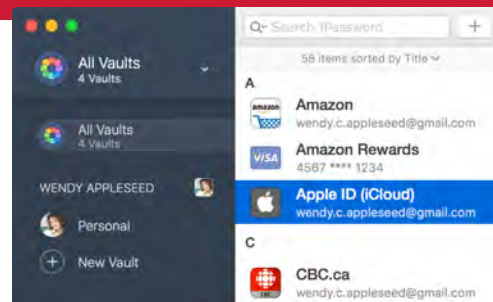 All Vaults
4 Vaults
All Vaults
4 Vaults
WENDY APPLESEED
Personal
New Vault
Search 1Password
58 items sorted by Title
A
amazon
Amazon
wendy.c.appleseed@gmail.com
VISA
Amazon Rewards
4567 **** 1234
Apple ID (iCloud)
wendy.c.appleseed@gmail.com
C
CBC
CBC.ca
wendy.c.appleseed@gmail.com